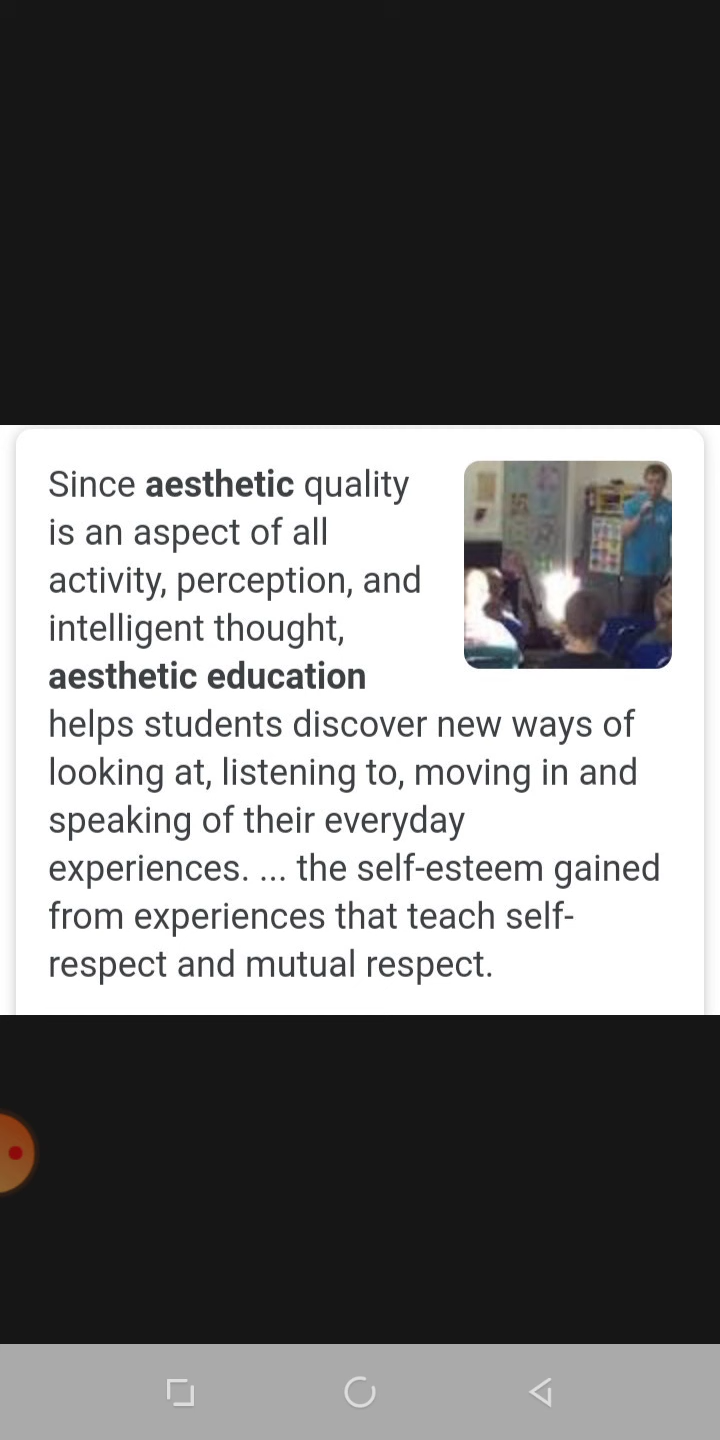 Since aesthetic quality
is an aspect of all
activity, perception, and
intelligent thought,
aesthetic education
helps students discover new ways of
looking at, listening to, moving in and
speaking of their everyday
experiences. ... the self-esteem gained
from experiences that teach self-
respect and mutual respect.